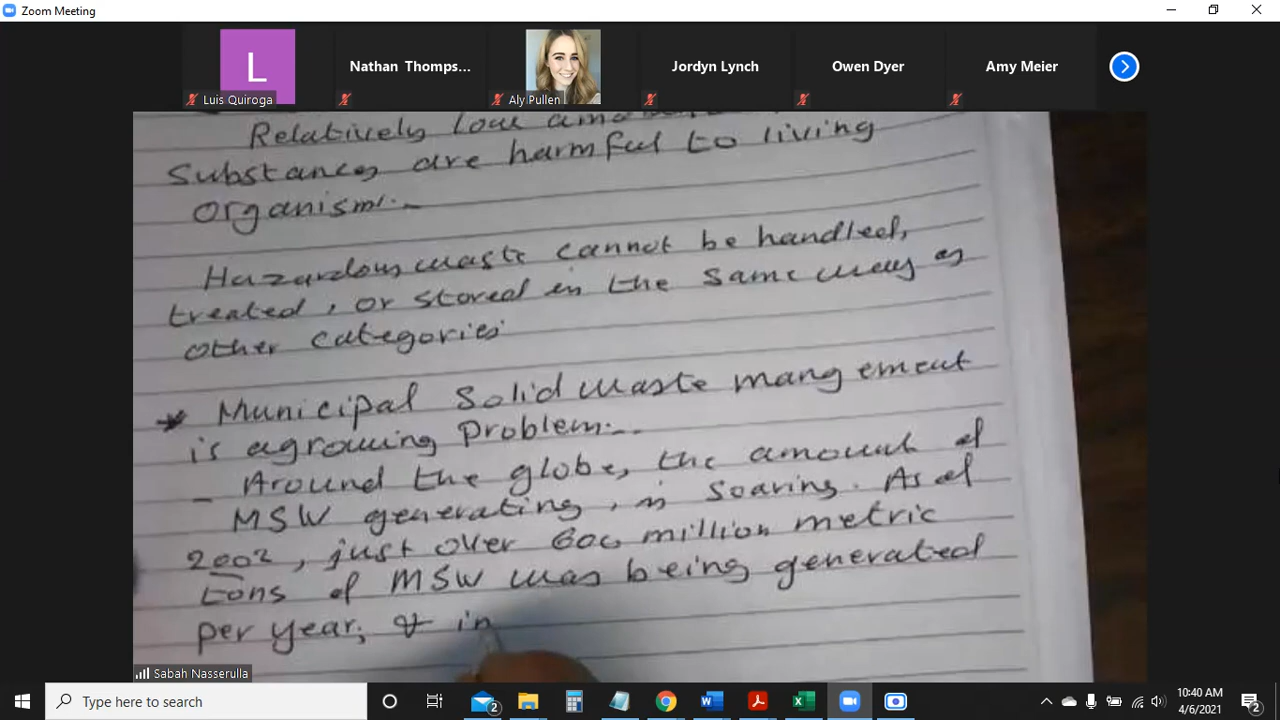 Zoom Meeting
L
Nathan Thomps...
Jordyn Lynch
Owen Dyer
Amy Meier
Luis Quiroga
Aly Pullen
Relatively low
Substances are harmful to living
organism.
Hazardous waste cannot be handled,
treated, or stored in the same way as
other categories
Municipal Solid waste mangement
is a growing Problem.
- Around the globe, the amount of
MSW generating, is soaring. As of
2002, just over 600 million metric
tons of MSW was being generated
per year, & in
Sabah Nasserulla
Type here to search
2
10:40 AM
4/6/2021
2